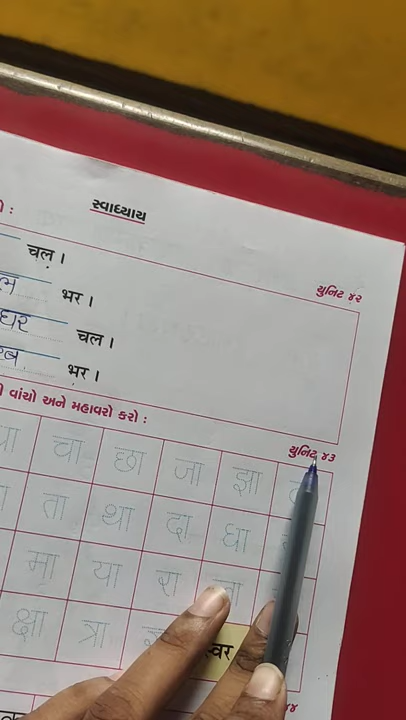 સ્વાધ્યાય
યુનિટ ૪૨
चल ।
भर ।
घर चल ।
भर ।
વાંચો અને મહાવરો કરો :
યુનિટ ૪૩
चा छा जा झा
ता था दा धा
मा या रा ला
क्षा त्रा
स्वर